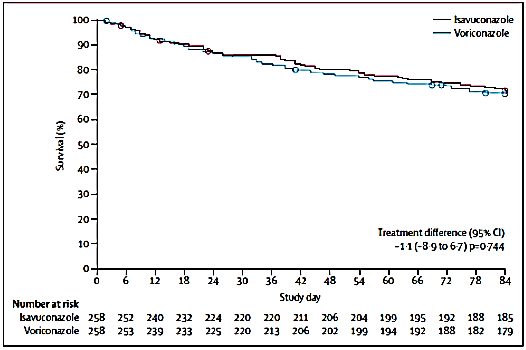 100
90
80
70
60
50
40
30
20
10
0
Survival (%)
Isavuconazole
Voriconazole
Treatment difference (95% CI)
–1·1 (–8·9 to 6·7) p=0·744
0 6 12 18 24 30 36 42 48 54 60 66 72 78 84
Study day
Number at risk
Isavuconazole 258 252 240 232 224 220 220 211 206 204 199 195 192 188 185
Voriconazole 258 253 239 233 225 220 213 206 202 199 194 192 188 182 179